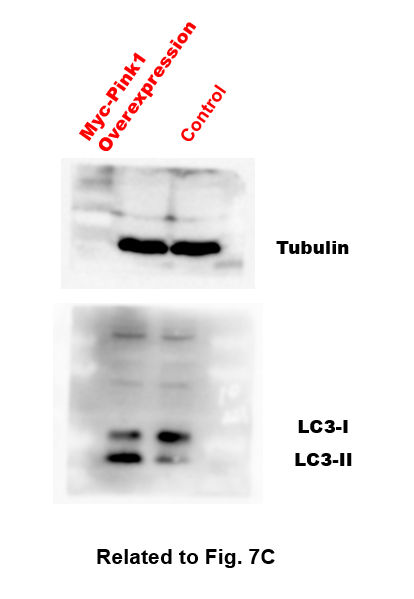 Myc-Pink1
Overexpression
Control
Tubulin
LC3-I
LC3-II
Related to Fig. 7C